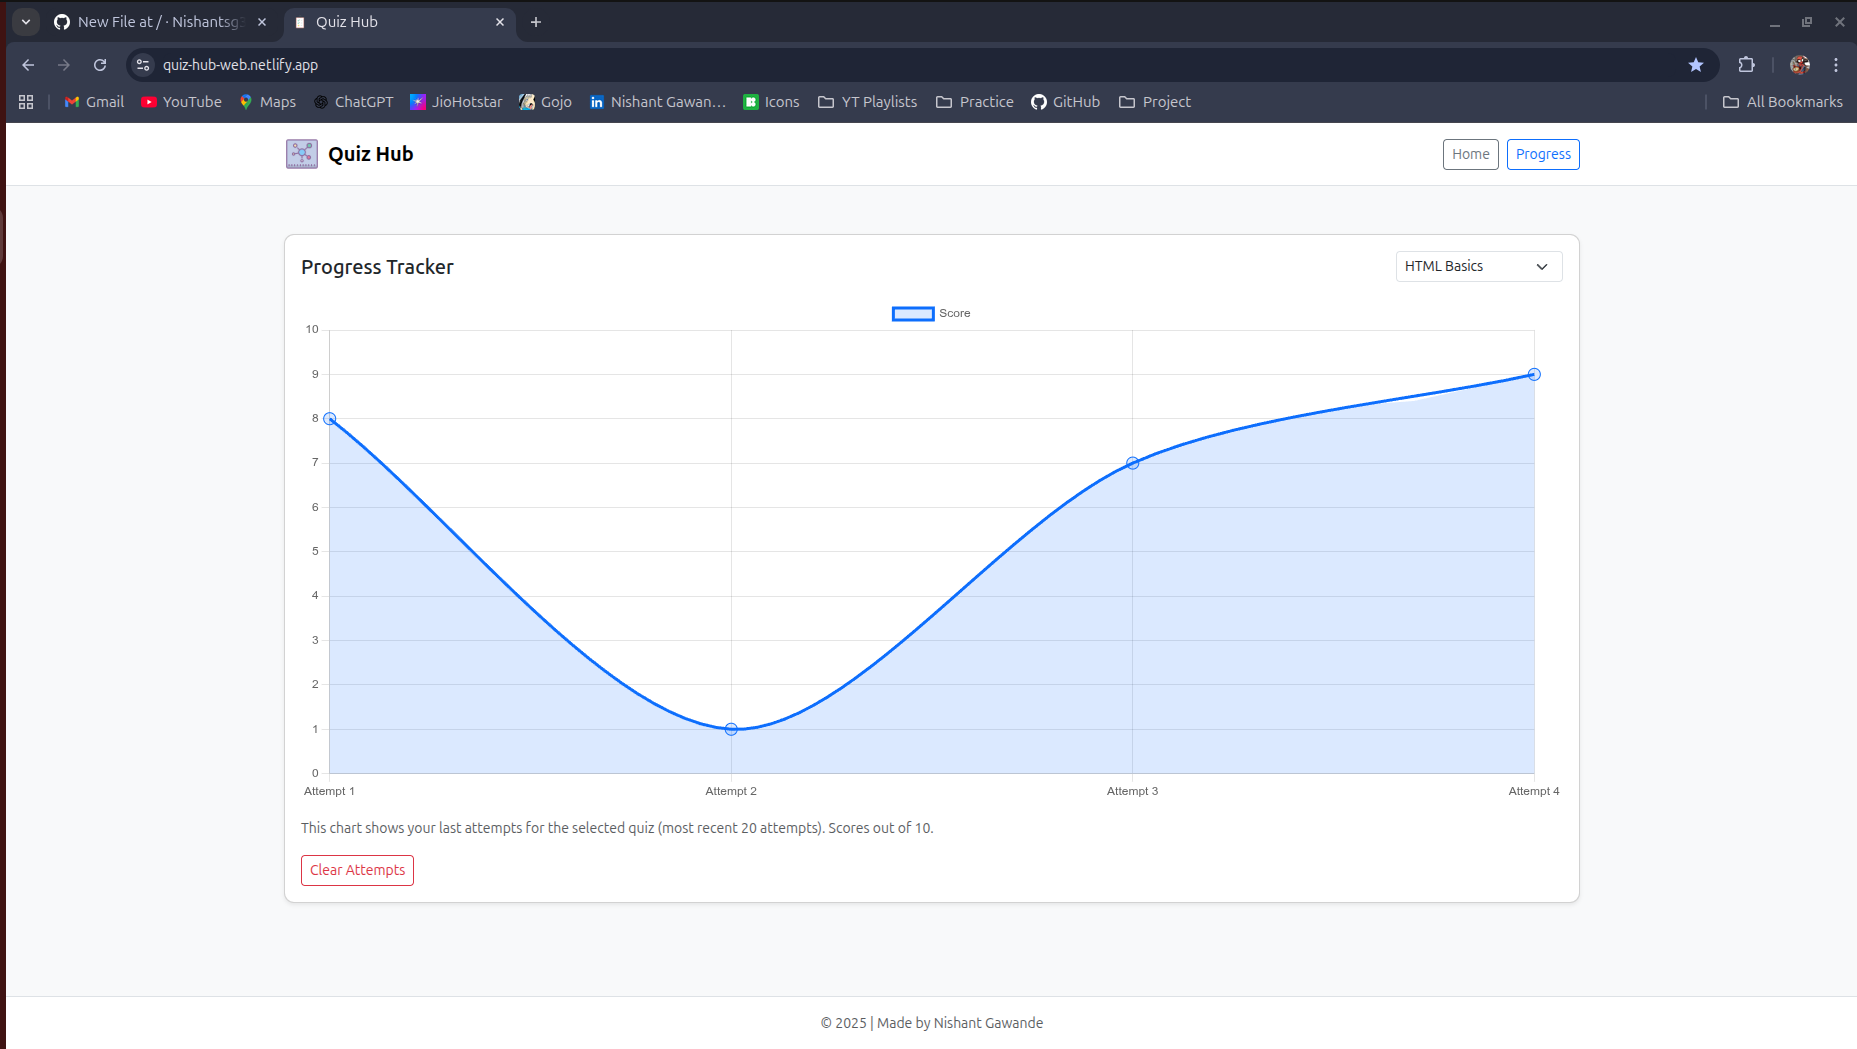 New File at / · Nishantsg3
Quiz Hub
quiz-hub-web.netlify.app
Gmail
YouTube
Maps
ChatGPT
JioHotstar
Gojo
Nishant Gawan...
Icons
YT Playlists
Practice
GitHub
Project
All Bookmarks
Quiz Hub
Home
Progress
Progress Tracker
HTML Basics
Score
10
9
8
7
6
5
4
3
2
1
0
Attempt 1
Attempt 2
Attempt 3
Attempt 4
This chart shows your last attempts for the selected quiz (most recent 20 attempts). Scores out of 10.
Clear Attempts
© 2025 | Made by Nishant Gawande